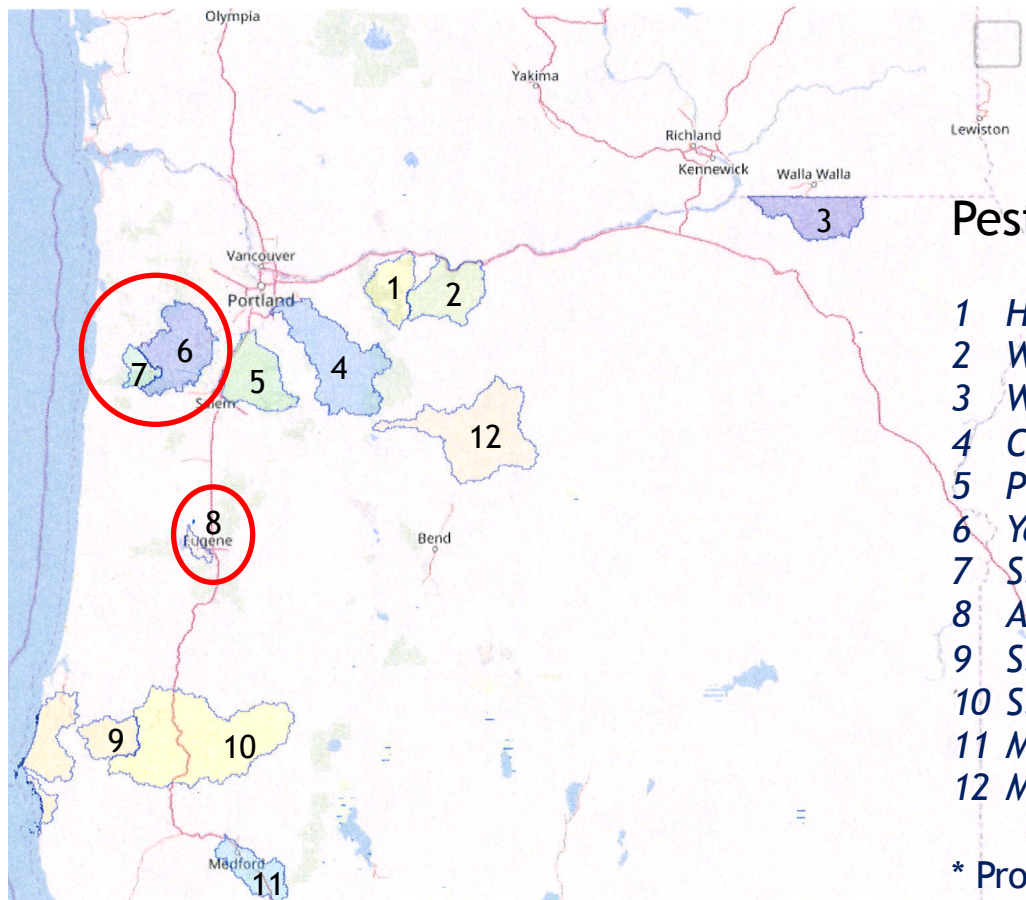 Olympia
Yakima
Richland
Kennewick
Lewiston
Walla Walla
3
Pest
Vancouver
Portland
1
2
6
7
4
5
Salem
12
8
Eugene
Bend
9
10
Medford
11
1 H
2 W
3 W
4 C
5 P
6 Ya
7 S.
8 A
9 S.
10 S.
11 M
12 M
* Pro